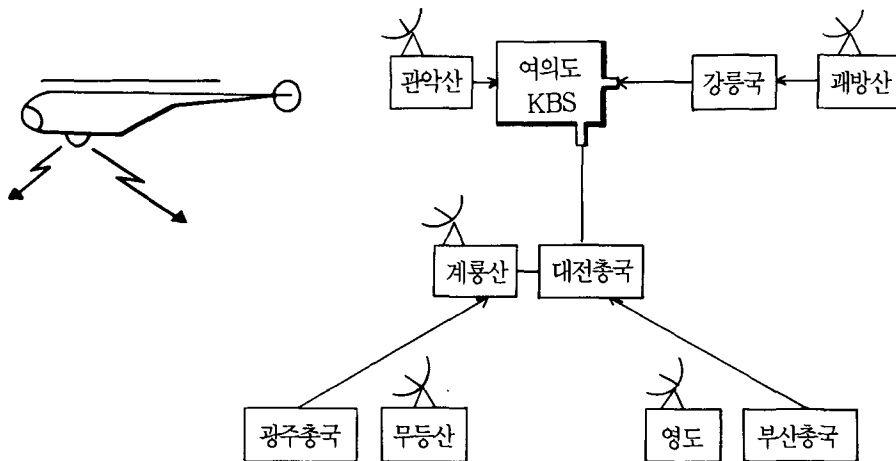 관악산
여의도
KBS
강릉국
괘방산
계룡산
대전총국
광주총국
무등산
영도
부산총국